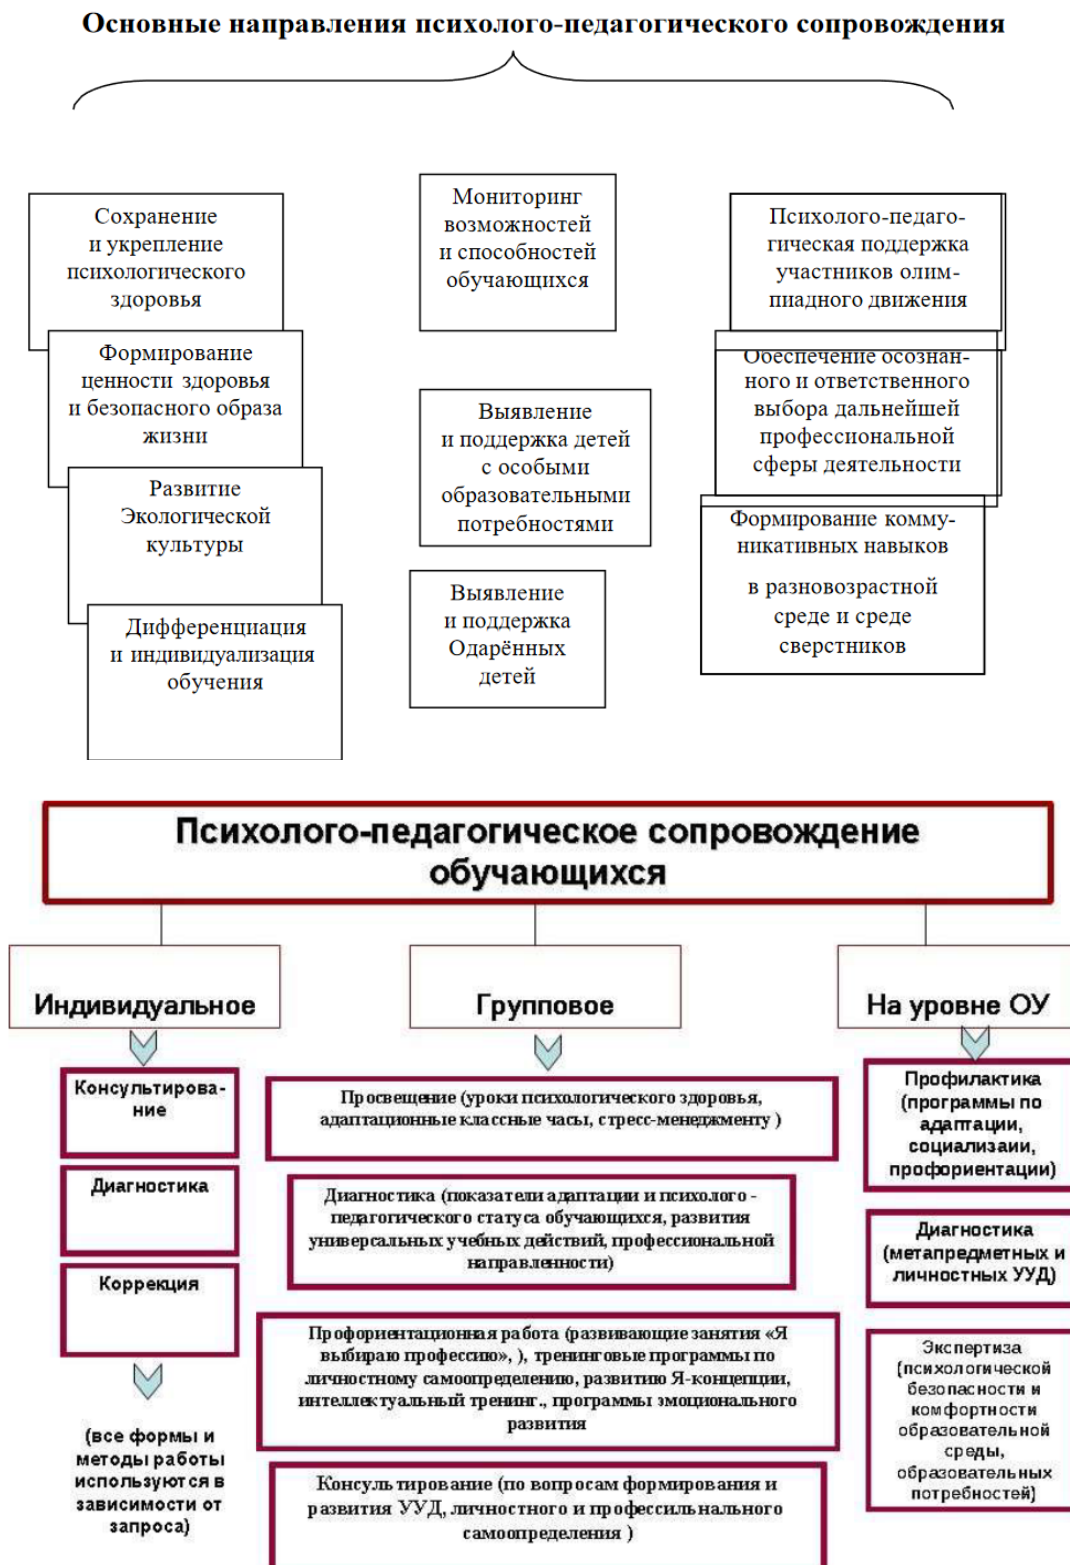 Основные направления психолого-педагогического сопровождения
Сохранение
и укрепление
психологического
здоровья
Формирование
ценности здоровья
и безопасного образа
жизни
Развитие
Экологической
культуры
Дифференциация
и индивидуализация
обучения
Мониторинг
возможностей
и способностей
обучающихся
Выявление
и поддержка детей
с особыми
образовательными
потребностями
Выявление
и поддержка
Одарённых
детей
Психолого-педаго-
гическая поддержка
участников олим-
пиадного движения
Обеспечение осознан-
ного и ответственного
выбора дальнейшей
профессиональной
сферы деятельности
Формирование комму-
никативных навыков
в разновозрастной
среде и среде
сверстников
Психолого-педагогическое сопровождение
обучающихся
Индивидуальное
Консультирова-
ние
Диагностика
Коррекция
(все формы и
методы работы
используются в
зависимости от
запроса)
Групповое
Просвещение (уроки психологического здоровья,
адаптационные классные часы, стресс-менеджменту )
Диагностика (показатели адаптации и психолого -
педагогического статуса обучающихся, развития
универсальных учебных действий, профессиональной
направленности)
Профориентационная работа (развивающие занятия «Я
выбираю профессию», ), тренинговые программы по
личностному самоопределению, развитию Я-концепции,
интеллектуальный тренинг., программы эмоционального
развития
Консультирование (по вопросам формирования и
развития УУД, личностного и профессильнального
самоопределения )
На уровне ОУ
Профилактика
(программы по
адаптации,
социализаии,
профориентации)
Диагностика
(метапредметных и
личностных УУД)
Экспертиза
(психологической
безопасности и
комфортности
образовательной
среды,
образовательных
потребностей)